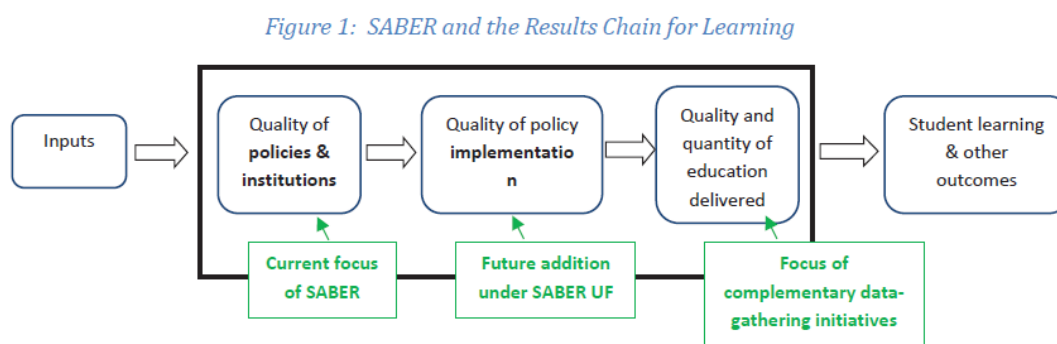 Figure 1:  SABER and the Results Chain for Learning
Inputs
Quality of
policies &
institutions
Quality of policy
implementatio
n
Quality and
quantity of
education
delivered
Student learning
& other
outcomes
Current focus
of SABER
Future addition
under SABER UF
Focus of
complementary data-
gathering initiatives